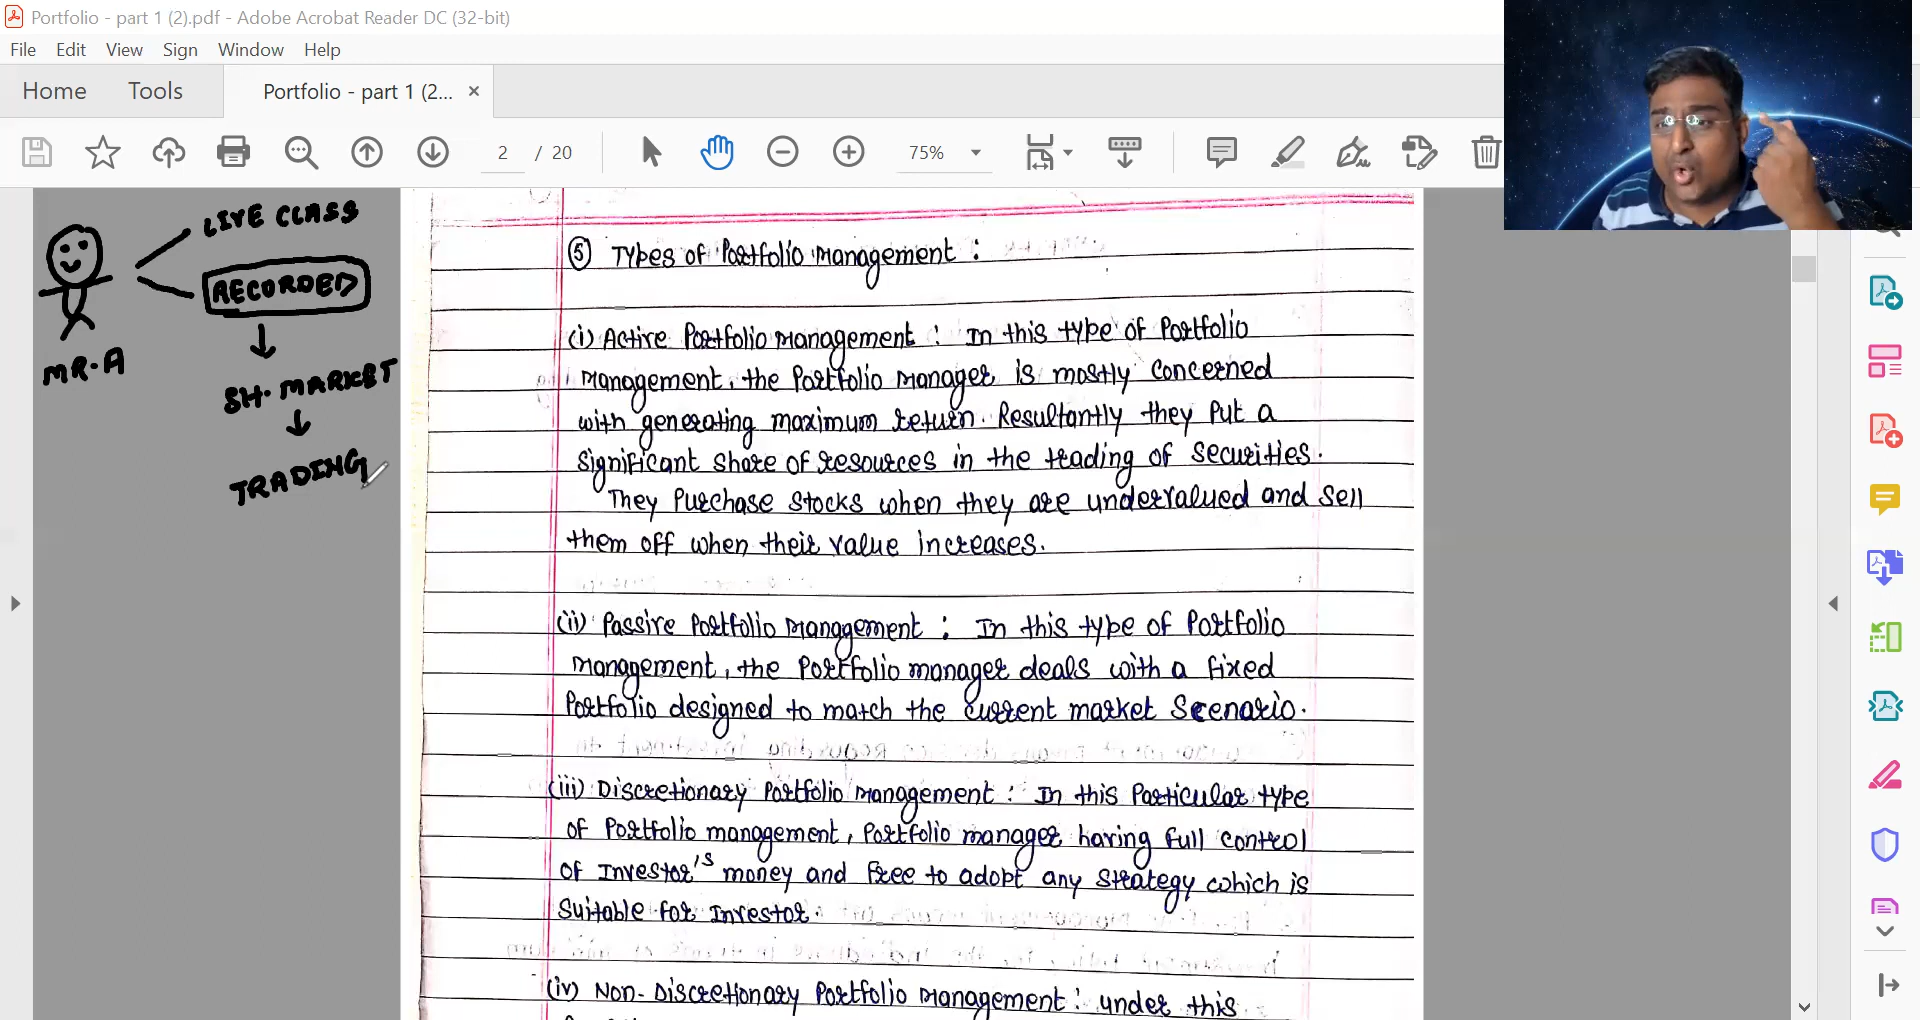 Portfolio - part 1 (2).pdf - Adobe Acrobat Reader DC (32-bit)
File Edit View Sign Window Help
Home Tools Portfolio - part 1 (2... ×
2 / 20 75%
LIVE CLASS
RECORDED
MR. A
SH. MARKET
TRADING
5 Types of Portfolio Management :
(i) Active Portfolio Management : In this type of Portfolio
Management, the Portfolio Manager is mostly concerned
with generating maximum return. Resultantly they put a
significant share of resources in the trading of securities.
They Purchase stocks when they are undervalued and sell
them off when their value increases.
(ii) Passive Portfolio Management : In this type of Portfolio
Management, the Portfolio manager deals with a fixed
Portfolio designed to match the current market Scenario.
(iii) Discretionary Portfolio Management : In this Particular type
of Portfolio management, Portfolio manager having full control
of Investor's money and free to adopt any strategy which is
suitable for Investor.
(iv) Non-Discretionary Portfolio Management : under this